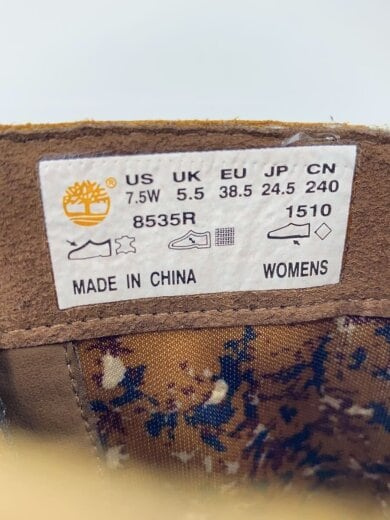 ® US UK EU JP CN
7.5W 5.5 38.5 24.5 240
8535R 1510
MADE IN CHINA WOMENS